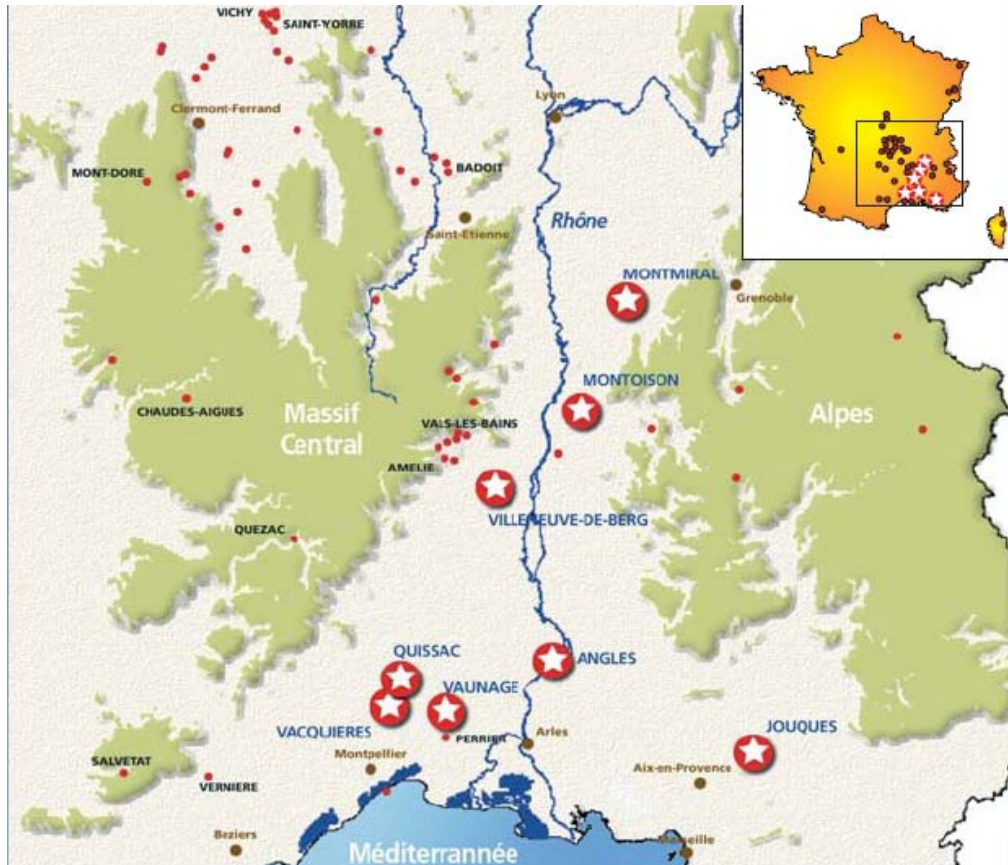 VICHY
SAINT-YORRE
Clermont-Ferrand
Lyon
MONT-DORE
BADOIT
Saint-Etienne
Rhône
MONTMIRAL
Grenoble
MONTOISON
CHAUDES-AIGUES
Massif
Central
VALS-LES-BAINS
Alpes
AMELIE
VILLENEUVE-DE-BERG
QUEZAC
QUISSAC
ANGLES
VAUNAGE
VACQUIERES
PERRIER
Arles
JOUQUES
Montpellier
SALVETAT
Aix-en-Provence
VERNIERE
Beziers
Marseille
Méditerrannée